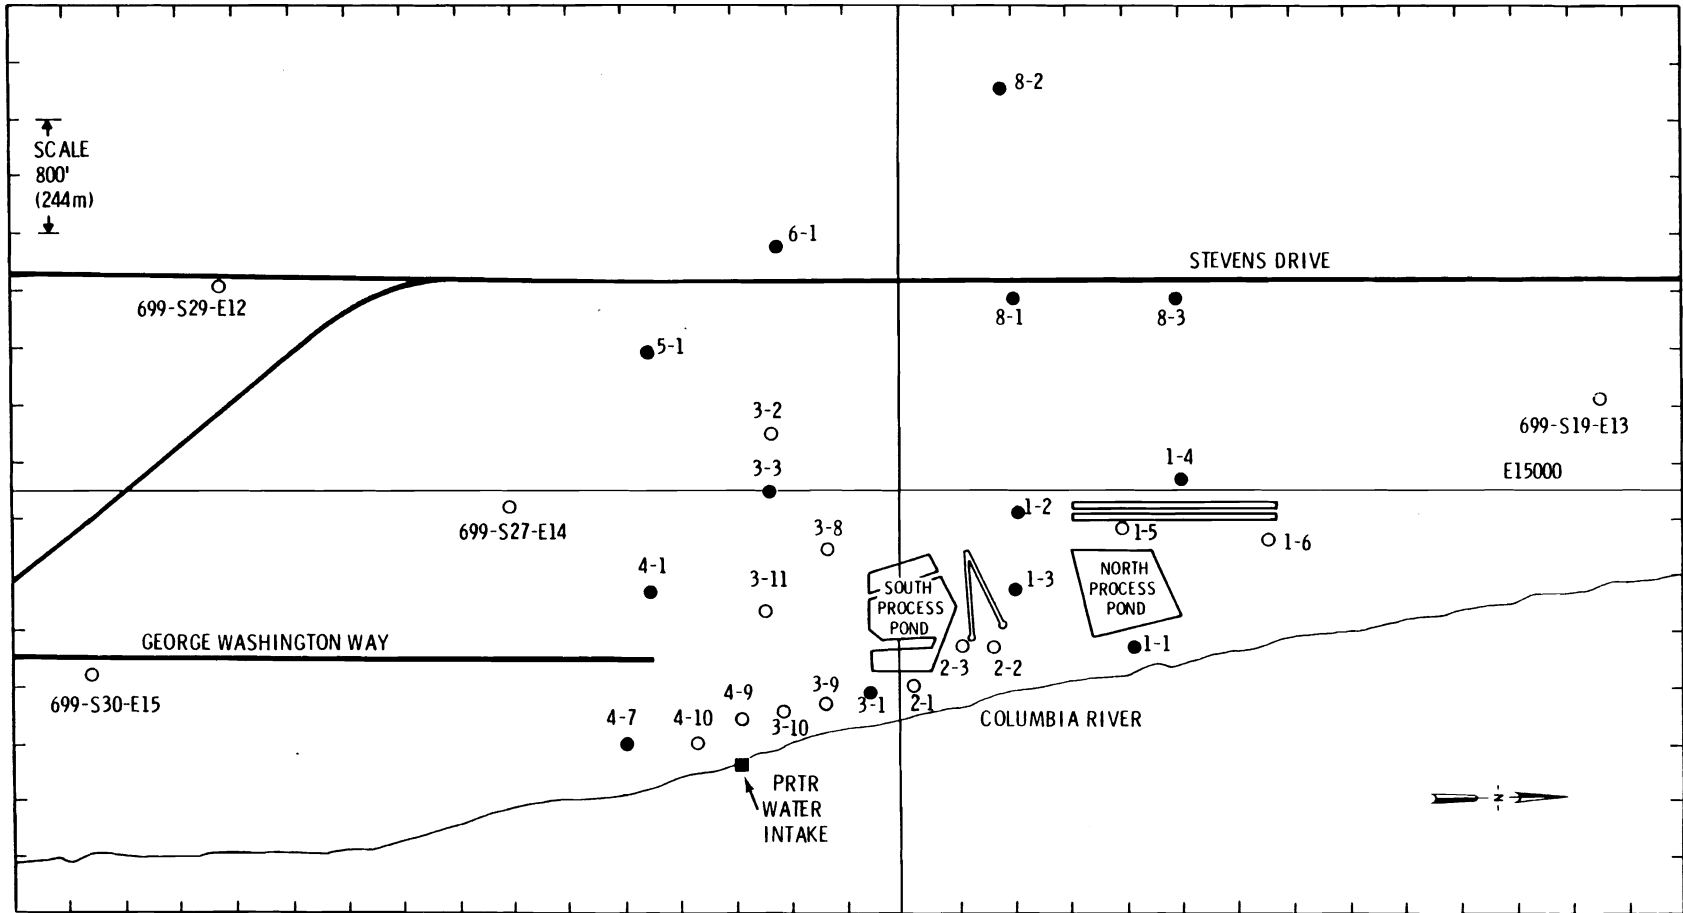 8-2
SCALE
800'
(244m)
6-1
STEVENS DRIVE
699-S29-E12
8-1
8-3
5-1
3-2
699-S19-E13
3-3
1-4
E15000
699-S27-E14
3-8
1-2
1-5
1-6
4-1
3-11
SOUTH
PROCESS
POND
1-3
NORTH
PROCESS
POND
GEORGE WASHINGTON WAY
1-1
2-3
2-2
699-S30-E15
4-7
4-10
4-9
3-10
3-9
3-1
2-1
COLUMBIA RIVER
PRTR
WATER
INTAKE
N